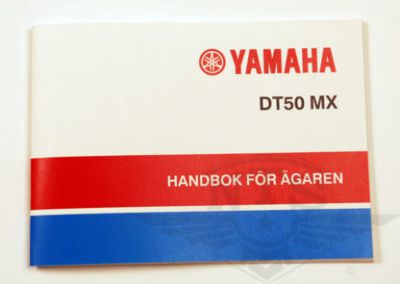 YAMAHA
DT50 MX
HANDBOK FÖR ÄGAREN